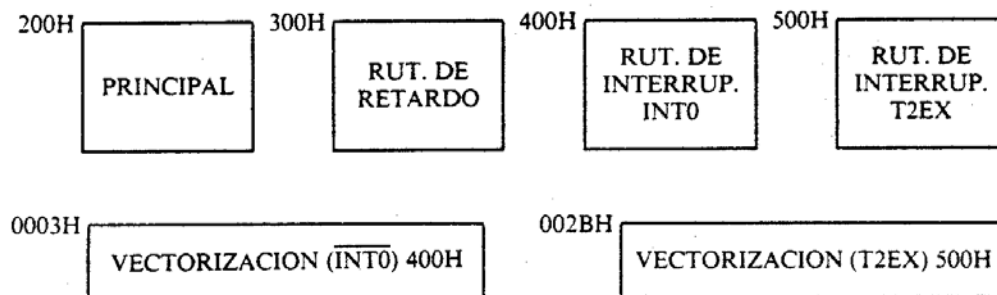 200H
PRINCIPAL
300H
RUT. DE
RETARDO
400H
RUT. DE
INTERRUP.
INT0
500H
RUT. DE
INTERRUP.
T2EX
0003H
VECTORIZACION (INT0) 400H
002BH
VECTORIZACION (T2EX) 500H